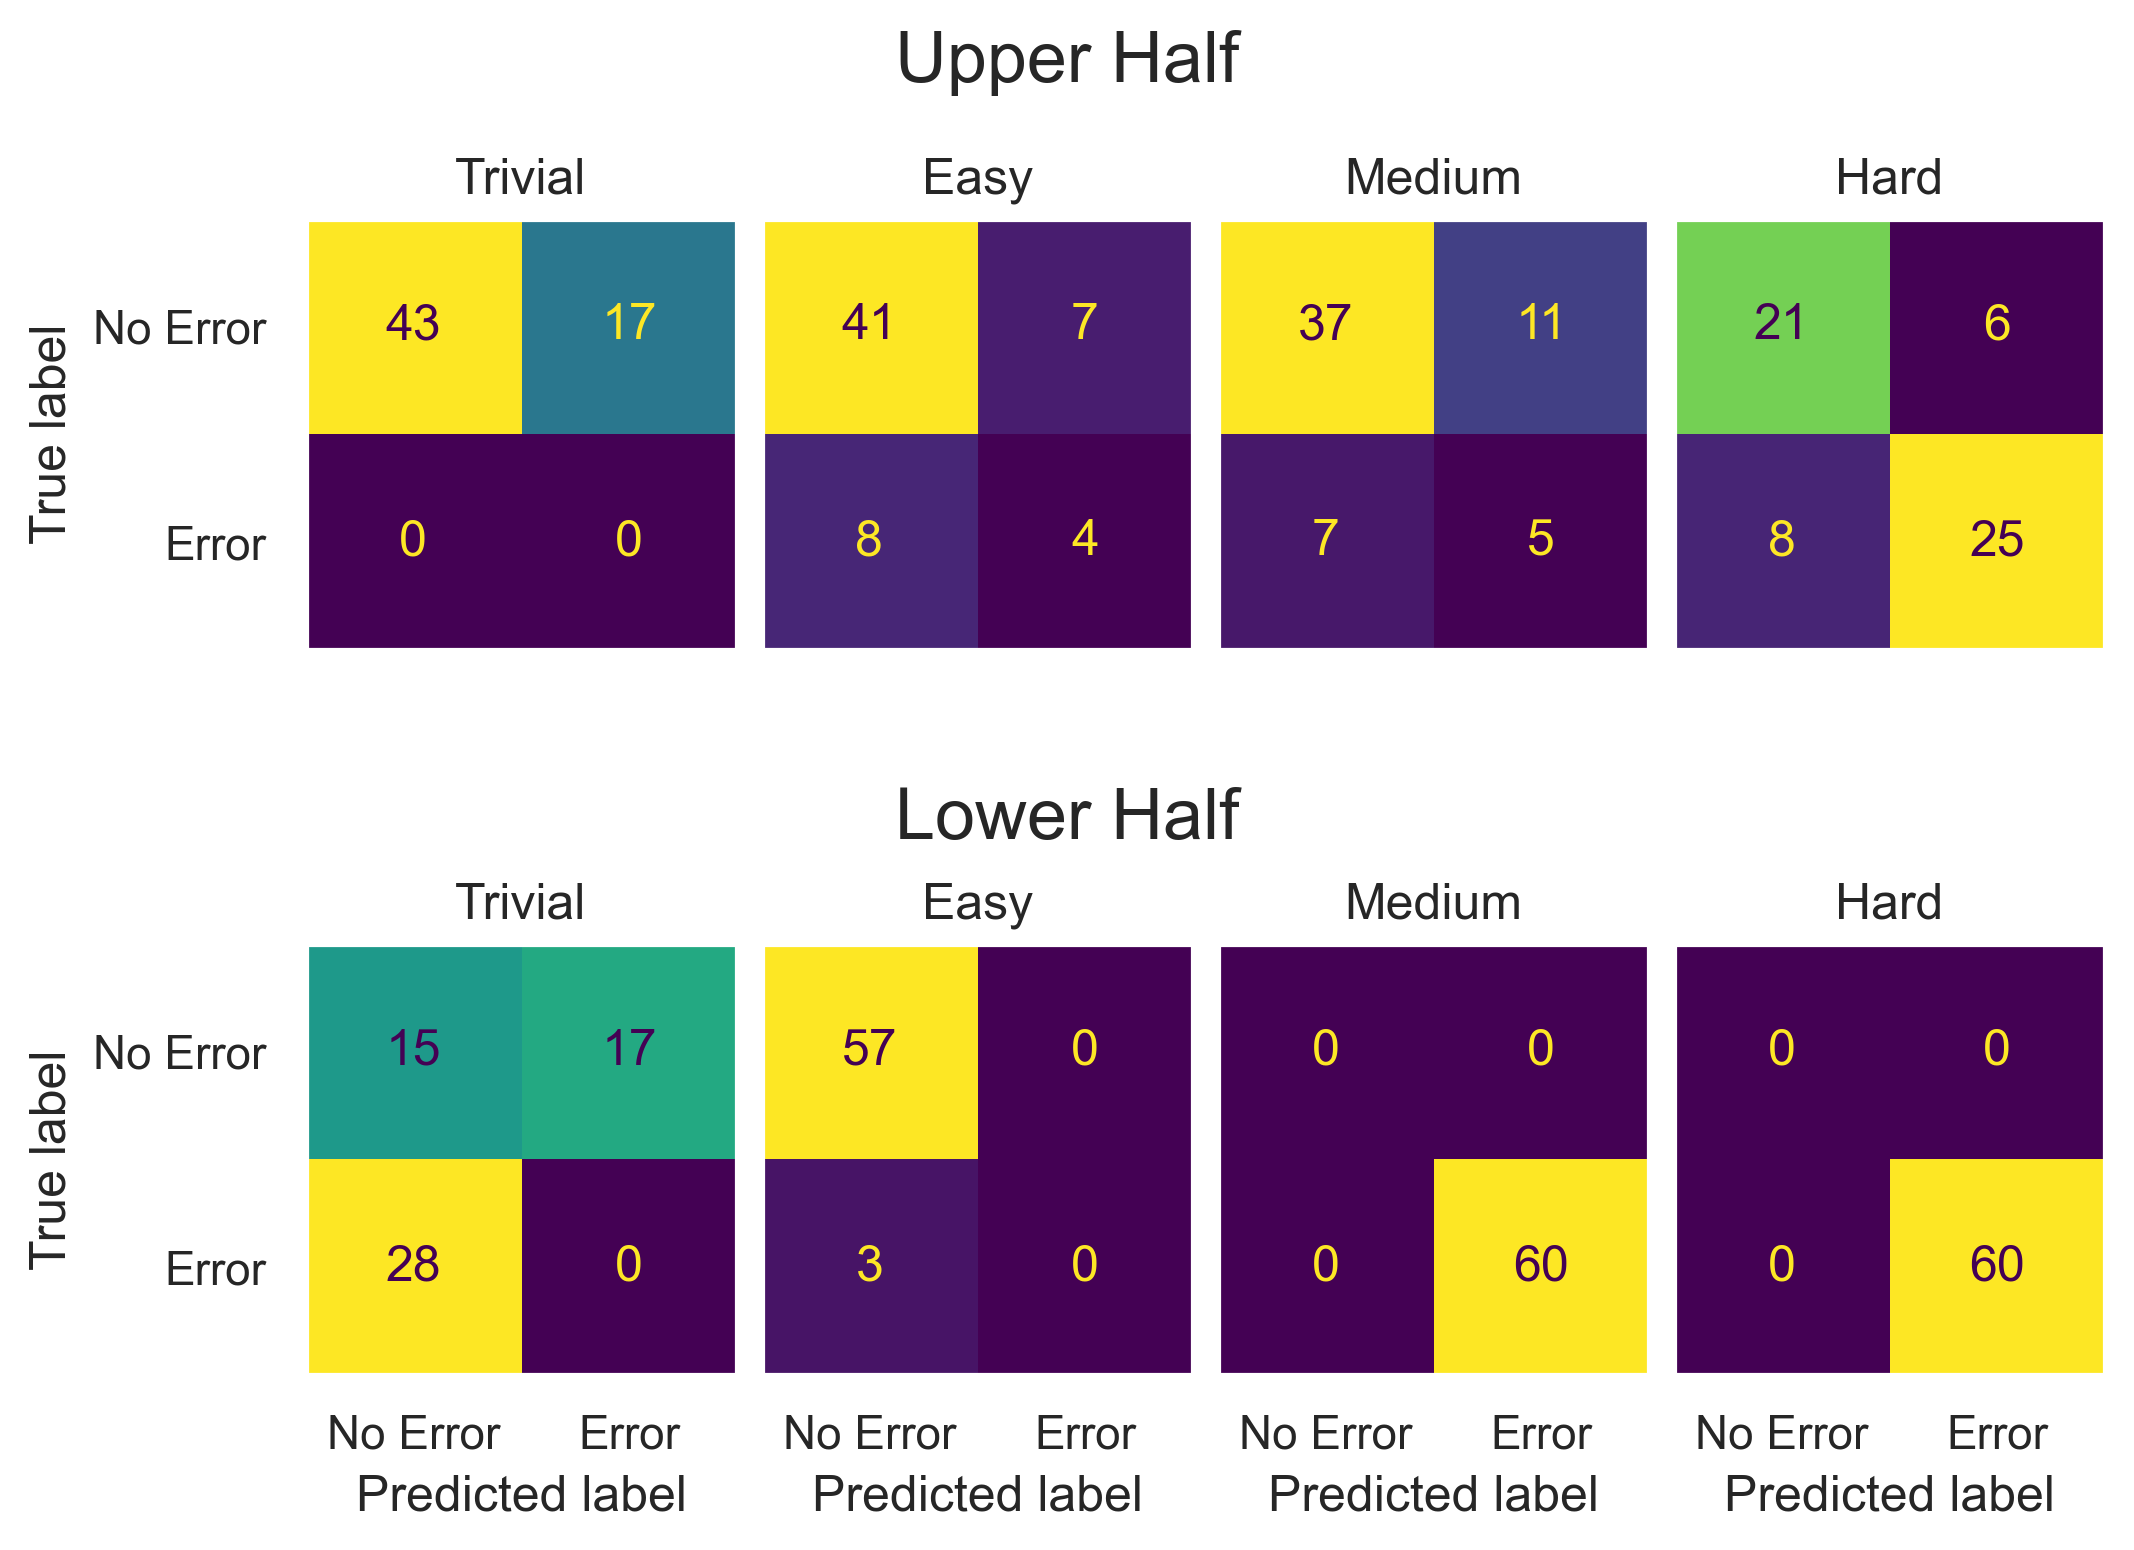 Upper Half
Trivial Easy Medium Hard
No Error 43 17 41 7 37 11 21 6
True label
Error 0 0 8 4 7 5 8 25
Lower Half
Trivial Easy Medium Hard
No Error 15 17 57 0 0 0 0 0
True label
Error 28 0 3 0 0 60 0 60
No Error Error No Error Error No Error Error No Error Error
Predicted label Predicted label Predicted label Predicted label